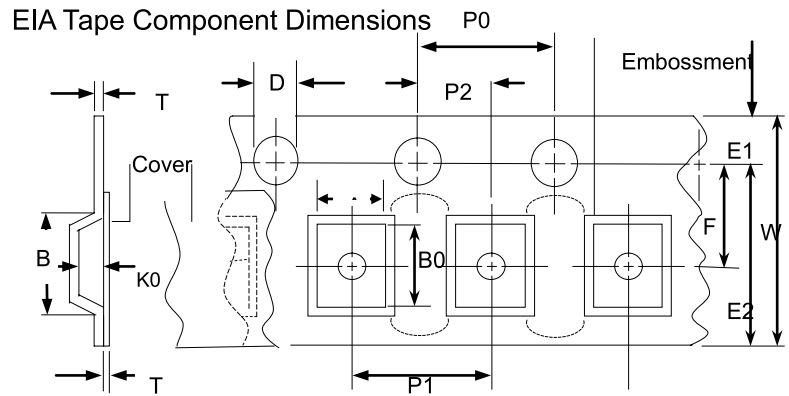 EIA Tape Component Dimensions
P0
D
P2
Embossment
T
E1
Cover
F
W
B
B0
K0
E2
T
P1